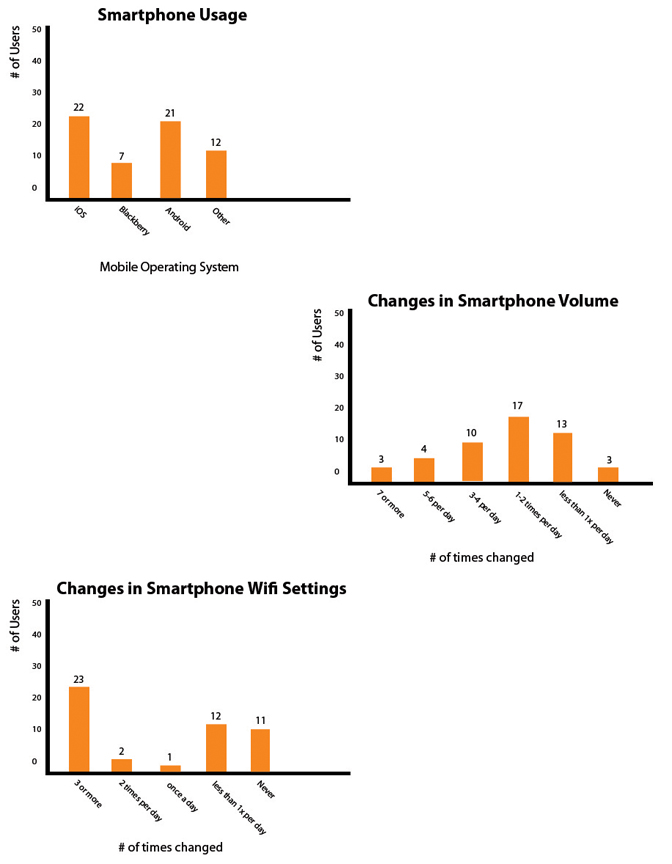 Smartphone Usage
# of Users
50
40
30
20
10
0
22
7
21
12
iOS
Blackberry
Android
Other
Mobile Operating System
Changes in Smartphone Volume
# of Users
50
40
30
20
10
0
3
4
10
17
13
3
7 or more
5-6 per day
3-4 per day
1-2 times per day
less than 1x per day
Never
# of times changed
Changes in Smartphone Wifi Settings
# of Users
50
40
30
20
10
0
23
2
1
12
11
3 or more
2 times per day
once a day
less than 1x per day
Never
# of times changed